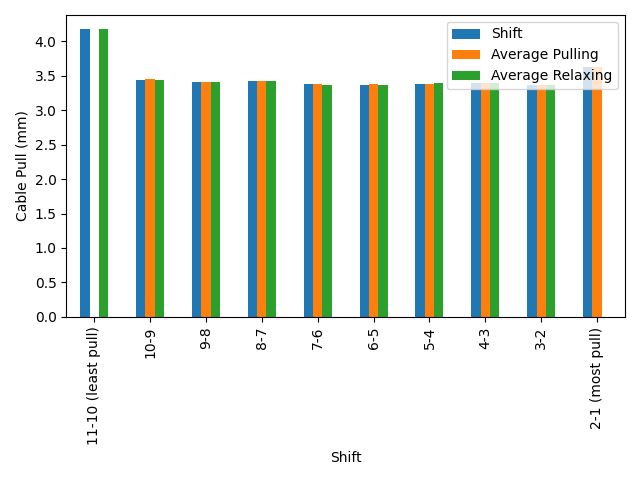 Shift
Average Pulling
Average Relaxing
Cable Pull (mm)
4.0
3.5
3.0
2.5
2.0
1.5
1.0
0.5
0.0
11-10 (least pull)
10-9
9-8
8-7
7-6
6-5
5-4
4-3
3-2
2-1 (most pull)
Shift